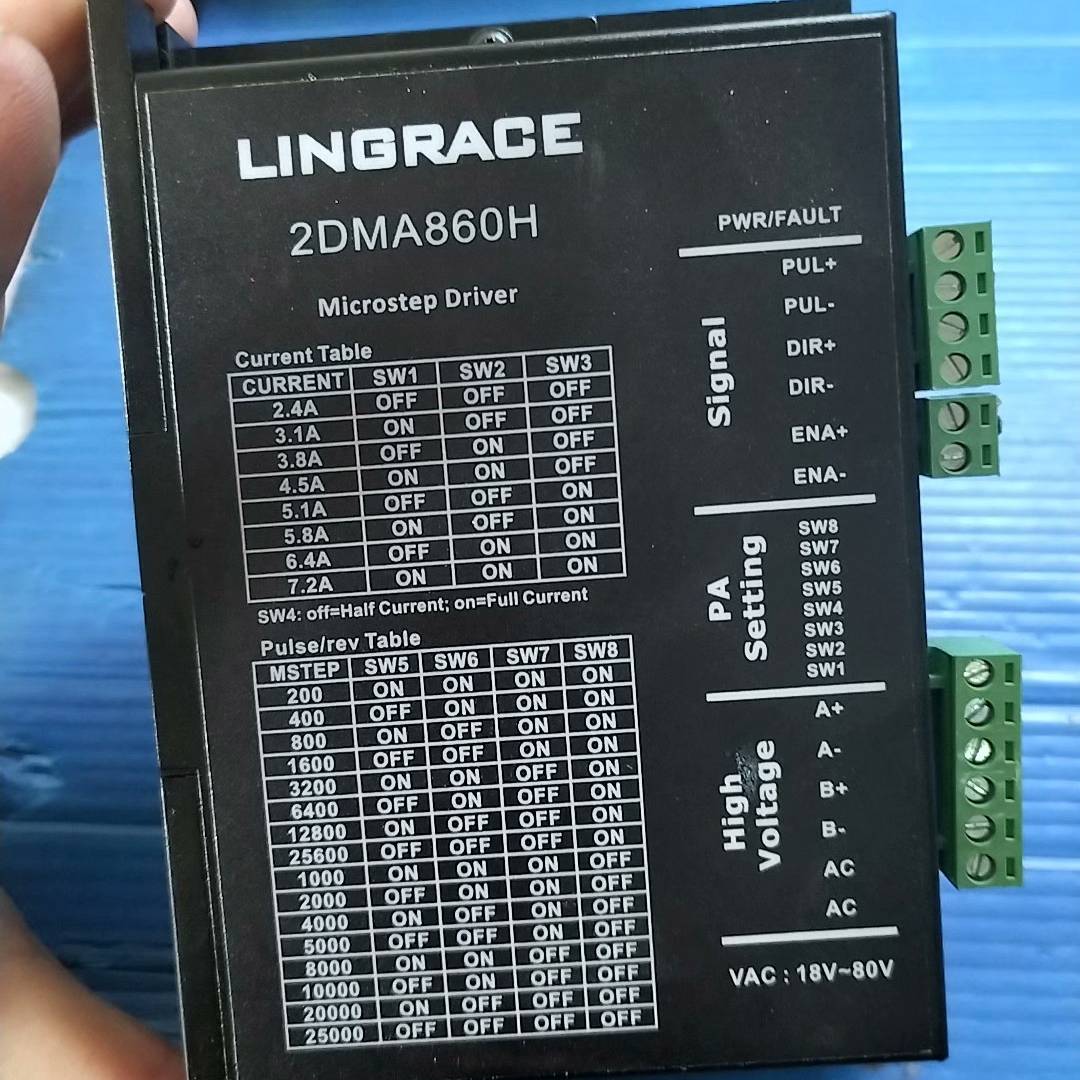 LINGRACE
2DMA860H
Microstep Driver
Current Table
CURRENT SW1 SW2 SW3
2.4A OFF OFF OFF
3.1A ON OFF OFF
3.8A OFF ON OFF
4.5A ON ON OFF
5.1A OFF OFF ON
5.8A ON OFF ON
6.4A OFF ON ON
7.2A ON ON ON
SW4: off=Half Current; on=Full Current
Pulse/rev Table
MSTEP SW5 SW6 SW7 SW8
200 ON ON ON ON
400 OFF ON ON ON
800 ON OFF ON ON
1600 OFF OFF ON ON
3200 ON ON OFF ON
6400 OFF ON OFF ON
12800 ON OFF OFF ON
25600 OFF OFF OFF ON
1000 ON ON ON OFF
2000 OFF ON ON OFF
4000 ON OFF ON OFF
5000 OFF OFF ON OFF
8000 ON ON OFF OFF
10000 OFF ON OFF OFF
20000 ON OFF OFF OFF
25000 OFF OFF OFF OFF
PWR/FAULT
Signal
PUL+
PUL-
DIR+
DIR-
ENA+
ENA-
PA
Setting
SW8
SW7
SW6
SW5
SW4
SW3
SW2
SW1
High
Voltage
A+
A-
B+
B-
AC
AC
VAC : 18V~80V